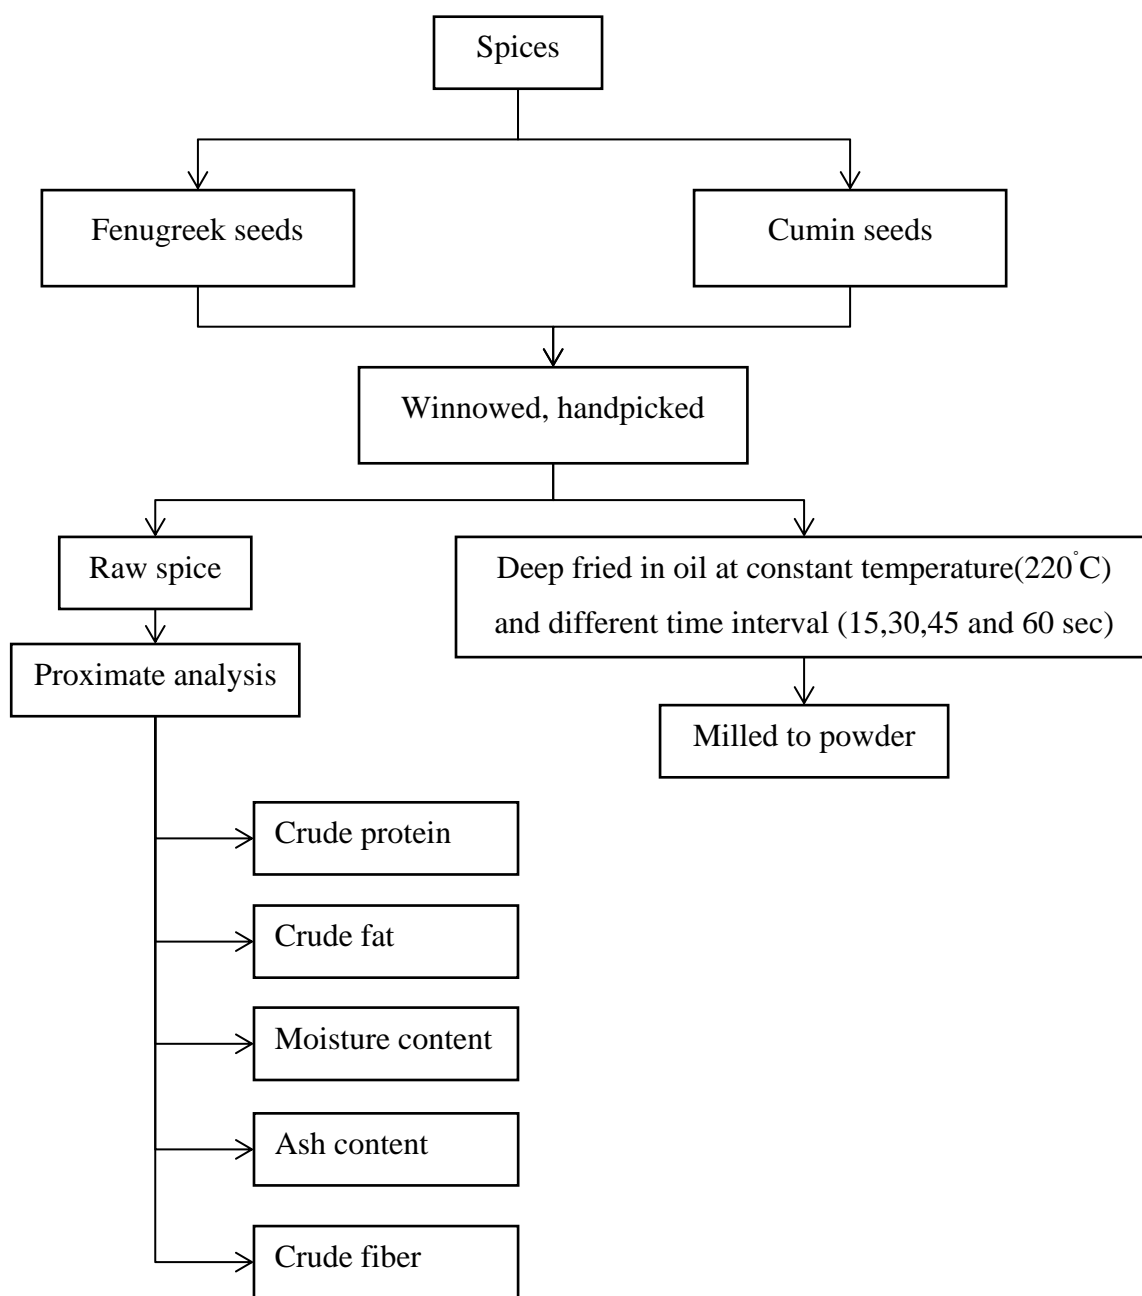 Spices
Fenugreek seeds
Cumin seeds
Winnowed, handpicked
Raw spice
Deep fried in oil at constant temperature(220°C)
and different time interval (15,30,45 and 60 sec)
Proximate analysis
Milled to powder
Crude protein
Crude fat
Moisture content
Ash content
Crude fiber